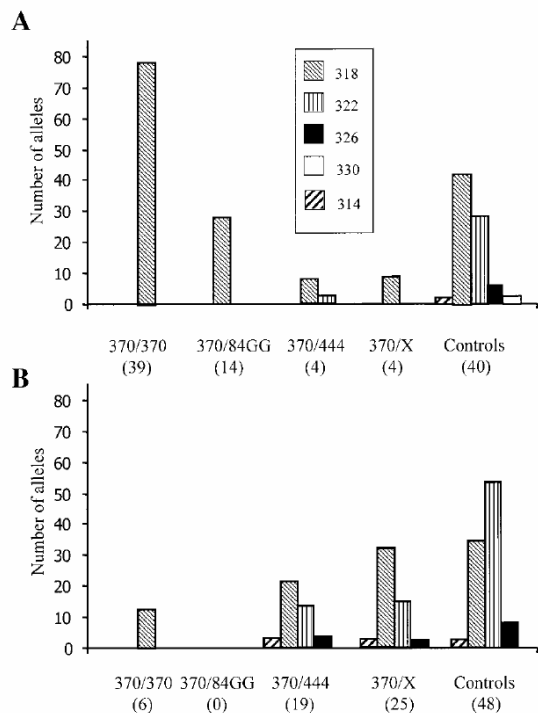 A
Number of alleles
80
70
60
50
40
30
20
10
0
318
322
326
330
314
370/370 370/84GG 370/444 370/X Controls
(39) (14) (4) (4) (40)
B
Number of alleles
80
70
60
50
40
30
20
10
0
370/370 370/84GG 370/444 370/X Controls
(6) (0) (19) (25) (48)